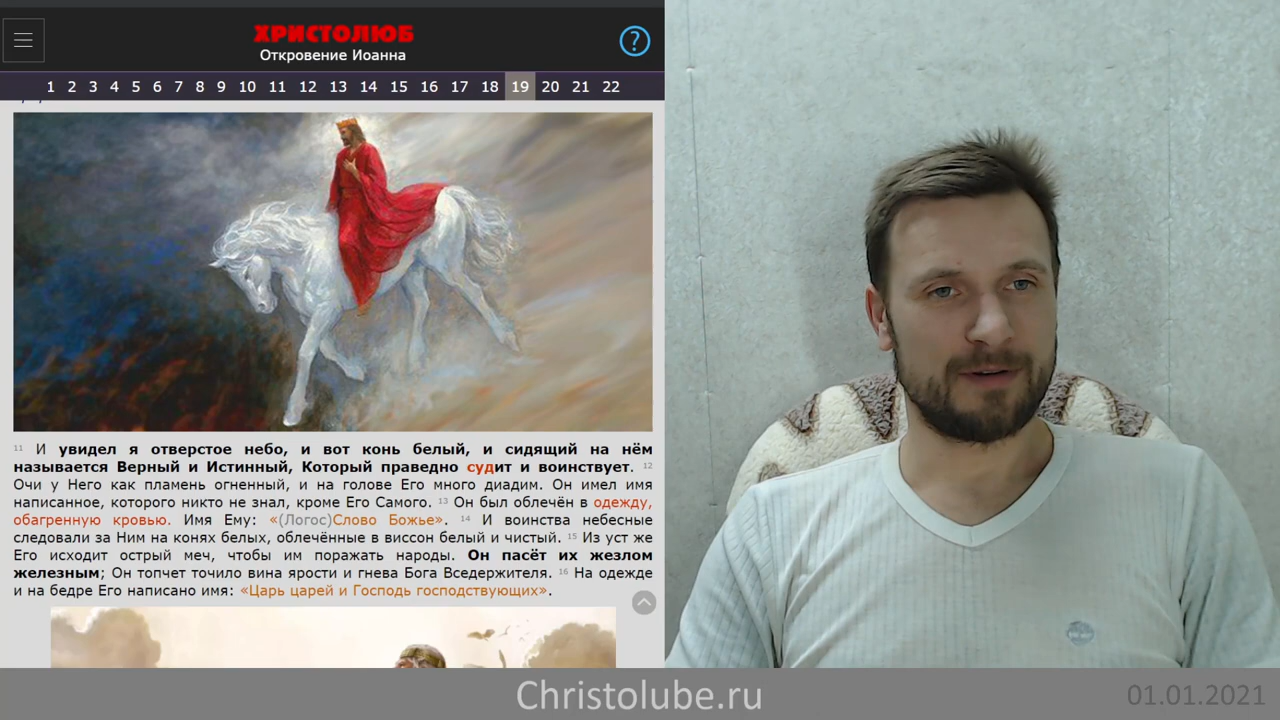 ХРИСТОЛЮБ
Откровение Иоанна
?
1 2 3 4 5 6 7 8 9 10 11 12 13 14 15 16 17 18 19 20 21 22
11 И увидел я отверстое небо, и вот конь белый, и сидящий на нём
называется Верный и Истинный, Который праведно судит и воинствует. 12
Очи у Него как пламень огненный, и на голове Его много диадим. Он имел имя
написанное, которого никто не знал, кроме Его Самого. 13 Он был облечён в одежду,
обагренную кровью. Имя Ему: «(Логос)Слово Божье». 14 И воинства небесные
следовали за Ним на конях белых, облечённые в виссон белый и чистый. 15 Из уст же
Его исходит острый меч, чтобы им поражать народы. Он пасёт их жезлом
железным; Он топчет точило вина ярости и гнева Бога Вседержителя. 16 На одежде
и на бедре Его написано имя: «Царь царей и Господь господствующих».
Christolube.ru
01.01.2021